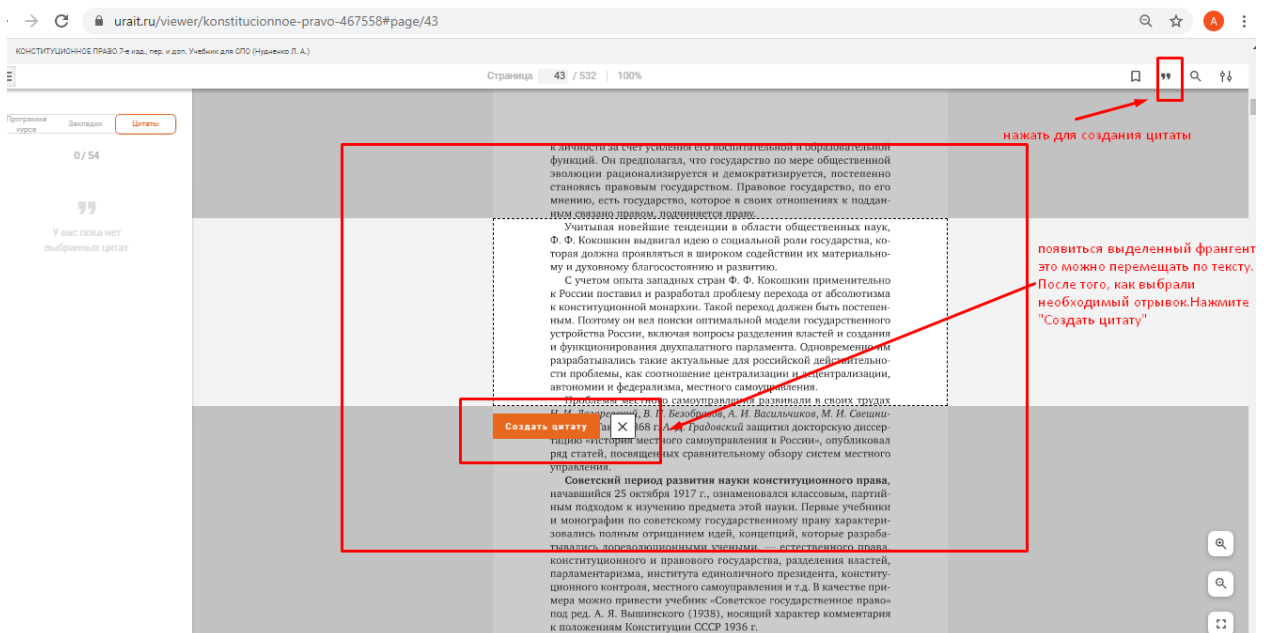 urait.ru/viewer/konstitucionnoe-pravo-467558#page/43
А
КОНСТИТУЦИОННОЕ ПРАВО 7-е изд., пер. и доп. Учебник для СПО (Нудненко Л. А.)
Страница 43 / 532 | 100%
Программа курса
Закладки
Цитаты
0 / 54
У вас пока нет
выбранных цитат
нажать для создания цитаты
к личности за счет усиления его воспитательной и образовательной
функций. Он предполагал, что государство по мере общественной
эволюции рационализируется и демократизируется, постепенно
становясь правовым государством. Правовое государство, по его
мнению, есть государство, которое в своих отношениях к поддан-
ным связано правом, подчиняется праву.
Учитывая новейшие тенденции в области общественных наук,
Ф. Ф. Кокошкин выдвигал идею о социальной роли государства, ко-
торая должна проявляться в широком содействии их материально-
му и духовному благосостоянию и развитию.
С учетом опыта западных стран Ф. Ф. Кокошкин применительно
к России поставил и разработал проблему перехода от абсолютизма
к конституционной монархии. Такой переход должен быть постепен-
ным. Поэтому он вел поиски оптимальной модели государственного
устройства России, включая вопросы разделения властей и создания
и функционирования двухпалатного парламента. Одновременно им
разрабатывались такие актуальные для российской действительно-
сти проблемы, как соотношение централизации и децентрализации,
автономии и федерализма, местного самоуправления.
Проблемы местного самоуправления развивали в своих трудах
Н. И. Лазаревский, В. П. Безобразов, А. И. Васильчиков, М. И. Свешни-
868 г. А. Д. Градовский защитил докторскую диссер-
тацию «История местного самоуправления в России», опубликовал
ряд статей, посвященных сравнительному обзору систем местного
управления.
Советский период развития науки конституционного права,
начавшийся 25 октября 1917 г., ознаменовался классовым, партий-
ным подходом к изучению предмета этой науки. Первые учебники
и монографии по советскому государственному праву характери-
зовались полным отрицанием идей, концепций, которые разраба-
тывались дореволюционными учеными, — естественного права,
конституционного и правового государства, разделения властей,
парламентаризма, института единоличного президента, конститу-
ционного контроля, местного самоуправления и т.д. В качестве при-
мера можно привести учебник «Советское государственное право»
под ред. А. Я. Вышинского (1938), носящий характер комментария
к положениям Конституции СССР 1936 г.
Создать цитату
появиться выделенный франгент
это можно перемещать по тексту.
После того, как выбрали
необходимый отрывок.Нажмите
"Создать цитату"